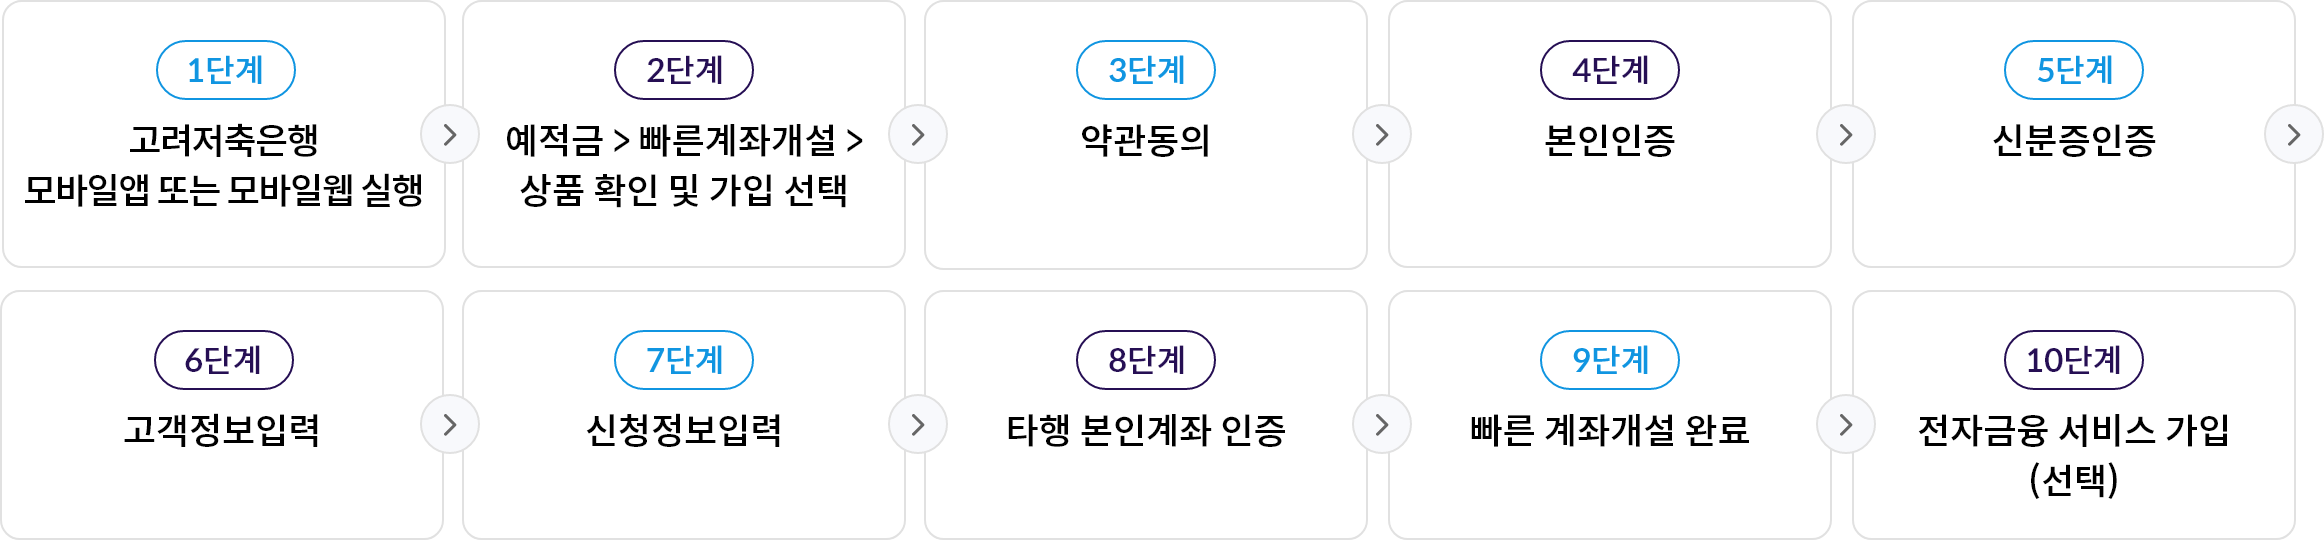 1단계
고려저축은행
모바일앱 또는 모바일웹 실행
2단계
예적금 > 빠른계좌개설 >
상품 확인 및 가입 선택
3단계
약관동의
4단계
본인인증
5단계
신분증인증
6단계
고객정보입력
7단계
신청정보입력
8단계
타행 본인계좌 인증
9단계
빠른 계좌개설 완료
10단계
전자금융 서비스 가입
(선택)